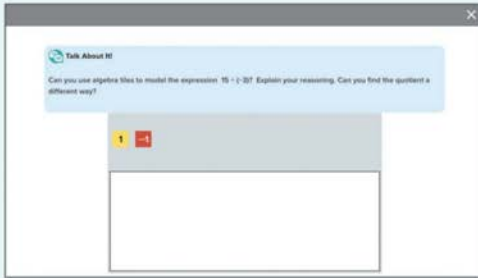 Talk About It!
Can you use algebra tiles to model the expression 15 ÷ (-3)? Explain your reasoning. Can you find the quotient a
different way?
1 −1